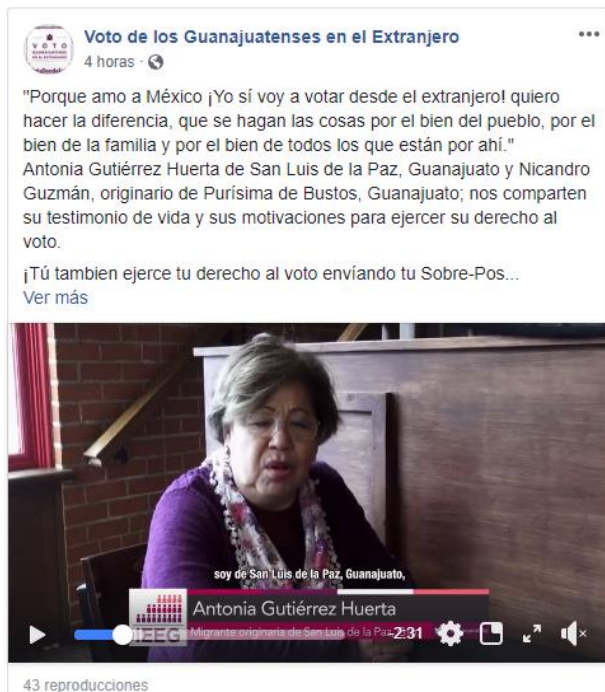 VOTO
Voto de los Guanajuatenses en el Extranjero
4 horas ·
"Porque amo a México ¡Yo sí voy a votar desde el extranjero! quiero
hacer la diferencia, que se hagan las cosas por el bien del pueblo, por el
bien de la familia y por el bien de todos los que están por ahí."
Antonia Gutiérrez Huerta de San Luis de la Paz, Guanajuato y Nicandro
Guzmán, originario de Purísima de Bustos, Guanajuato; nos comparten
su testimonio de vida y sus motivaciones para ejercer su derecho al
voto.
¡Tú tambien ejerce tu derecho al voto envíando tu Sobre-Pos...
Ver más
soy de San Luis de la Paz, Guanajuato,
Antonia Gutiérrez Huerta
IEEG
Migrante originaria de San Luis de la Paz
-2:31
43 reproducciones